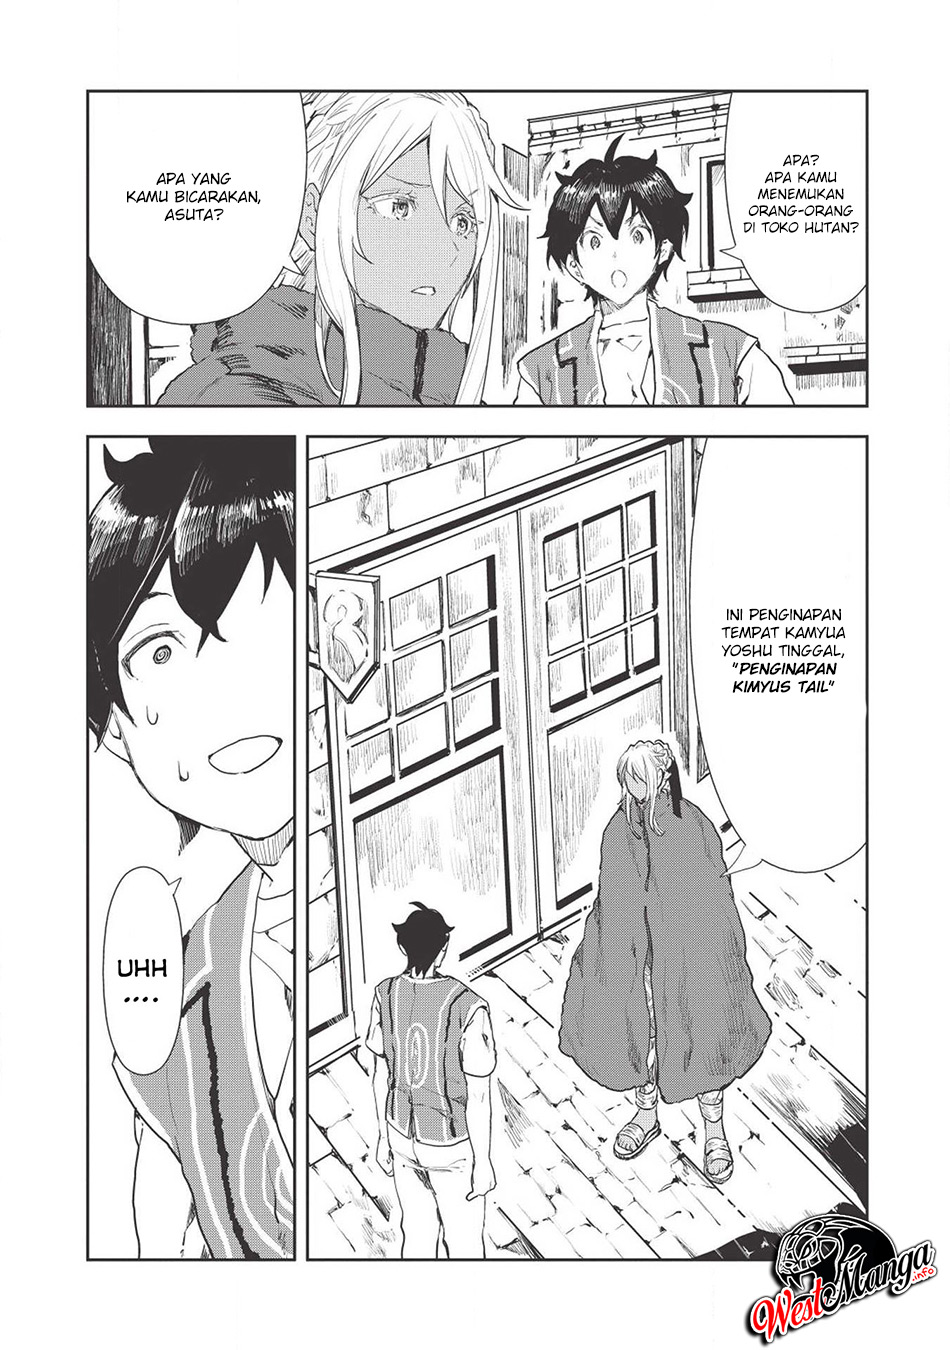 APA?
APA KAMU
MENEMUKAN
ORANG-ORANG
DI TOKO HUTAN?
APA YANG
KAMU BICARAKAN,
ASUTA?
INI PENGINAPAN
TEMPAT KAMYUA
YOSHU TINGGAL,
"PENGINAPAN
KIMYUS TAIL"
UHH
....
WestManga
.info